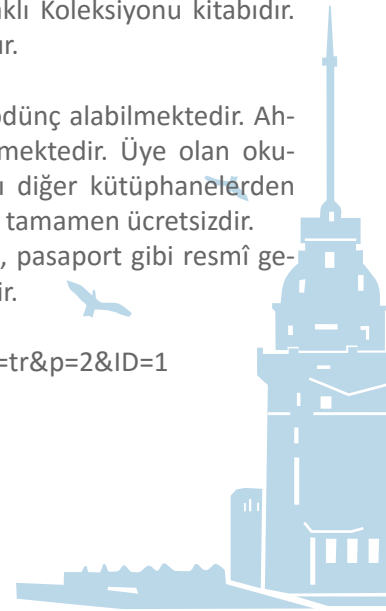 aklı Koleksiyonu kitabıdır.
ır.
ödünç alabilmektedir. Ah-
mektedir. Üye olan oku-
ı diğer kütüphanelerden
tamamen ücretsizdir.
, pasaport gibi resmî ge-
ir.
=tr&p=2&ID=1